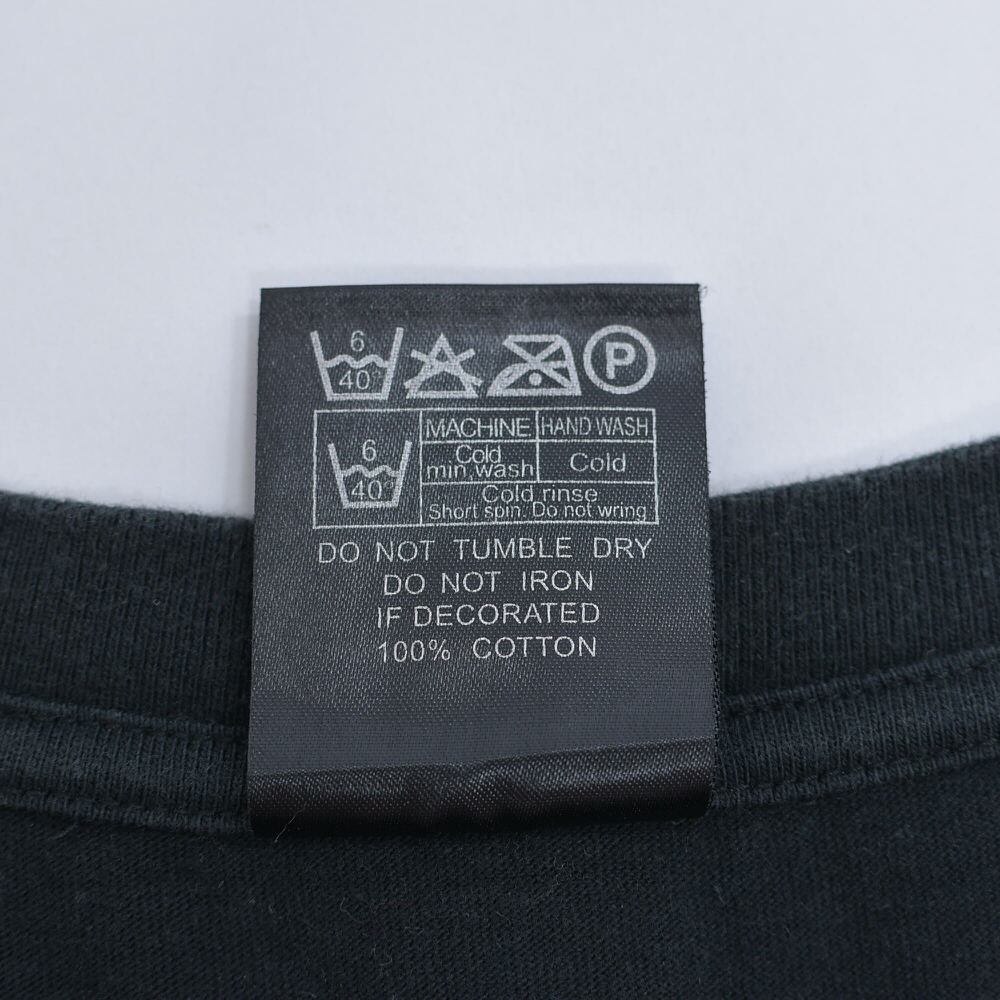 6
40°
P
6
40°
MACHINE HAND WASH
Cold
min,wash
Cold
Cold rinse
Short spin. Do not wring
DO NOT TUMBLE DRY
DO NOT IRON
IF DECORATED
100% COTTON